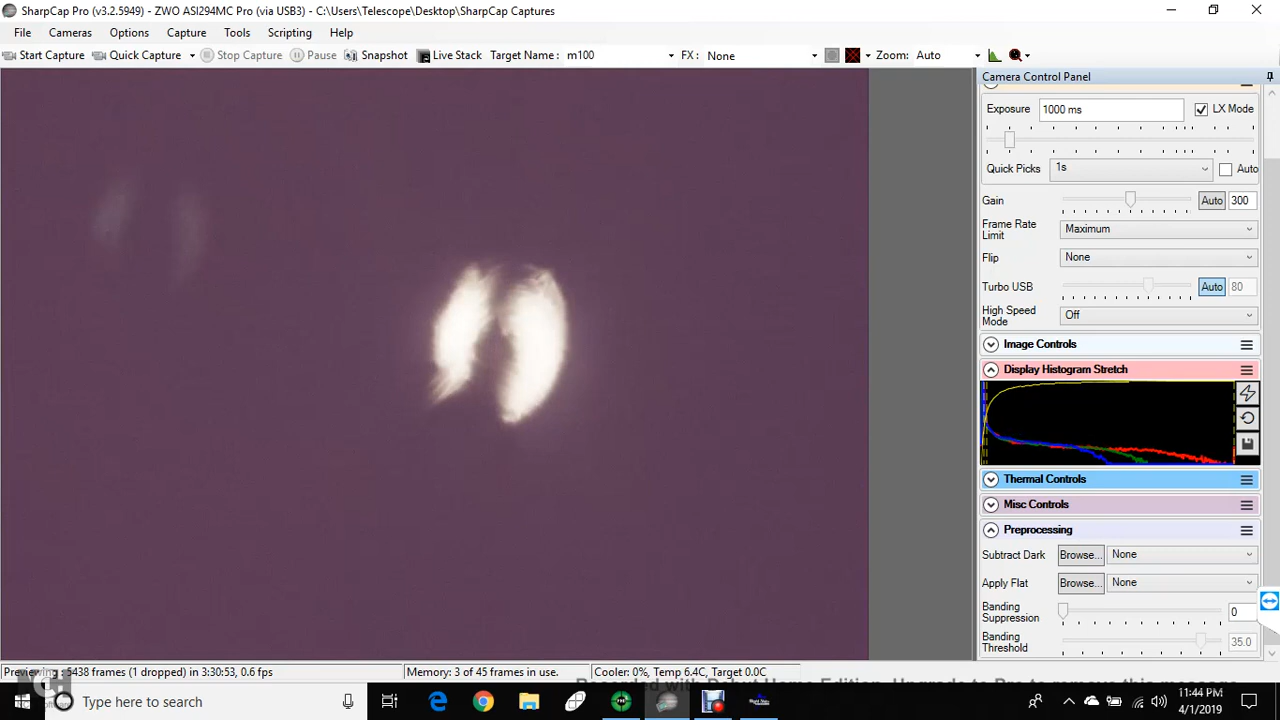 SharpCap Pro (v3.2.5949) - ZWO ASI294MC Pro (via USB3) - C:\Users\Telescope\Desktop\SharpCap Captures
File Cameras Options Capture Tools Scripting Help
Start Capture Quick Capture Stop Capture Pause Snapshot Live Stack Target Name: m100 FX: None Zoom: Auto
Camera Control Panel
Exposure 1000 ms LX Mode
Quick Picks 1s Auto
Gain Auto 300
Frame Rate Limit Maximum
Flip None
Turbo USB Auto 80
High Speed Mode Off
Image Controls
Display Histogram Stretch
Thermal Controls
Misc Controls
Preprocessing
Subtract Dark Browse... None
Apply Flat Browse... None
Banding Suppression 0
Banding Threshold 35.0
Previewing : 5438 frames (1 dropped) in 3:30:53, 0.6 fps Memory: 3 of 45 frames in use. Cooler: 0%, Temp 6.4C, Target 0.0C
Type here to search
11:44 PM
4/1/2019